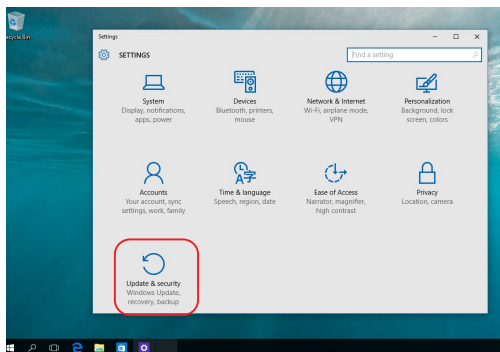 Recycle Bin
Settings
SETTINGS
Find a setting
System
Display, notifications,
apps, power
Devices
Bluetooth, printers,
mouse
Network & Internet
Wi-Fi, airplane mode,
VPN
Personalization
Background, lock
screen, colors
Accounts
Your account, sync
settings, work, family
Time & language
Speech, region, date
Ease of Access
Narrator, magnifier,
high contrast
Privacy
Location, camera
Update & security
Windows Update,
recovery, backup